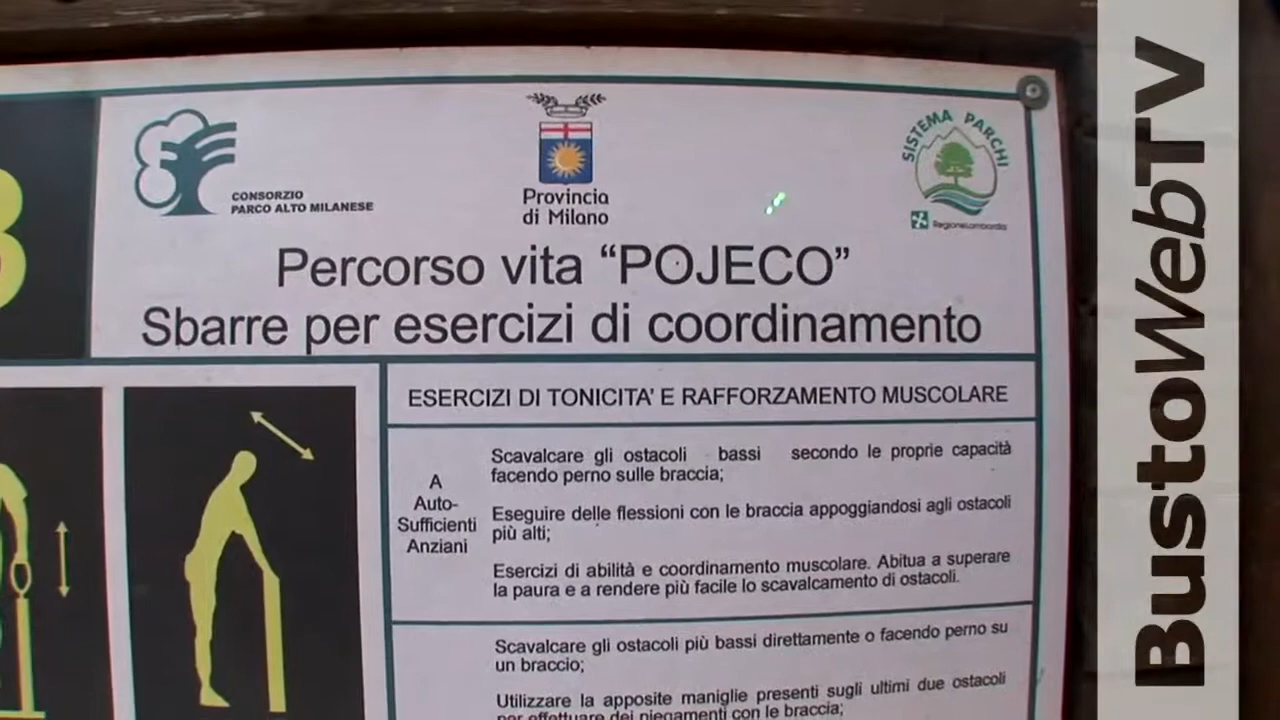 CONSORZIO
PARCO ALTO MILANESE
Provincia
di Milano
SISTEMA PARCHI
RegioneLombardia
Percorso vita “POJECO”
Sbarre per esercizi di coordinamento
ESERCIZI DI TONICITA’ E RAFFORZAMENTO MUSCOLARE
A
Auto-
Sufficienti
Anziani
Scavalcare gli ostacoli bassi secondo le proprie capacità
facendo perno sulle braccia;
Eseguire delle flessioni con le braccia appoggiandosi agli ostacoli
più alti;
Esercizi di abilità e coordinamento muscolare. Abitua a superare
la paura e a rendere più facile lo scavalcamento di ostacoli.
Scavalcare gli ostacoli più bassi direttamente o facendo perno su
un braccio;
Utilizzare la apposite maniglie presenti sugli ultimi due ostacoli
per effettuare dei piegamenti con le braccia;
BustoWebTV